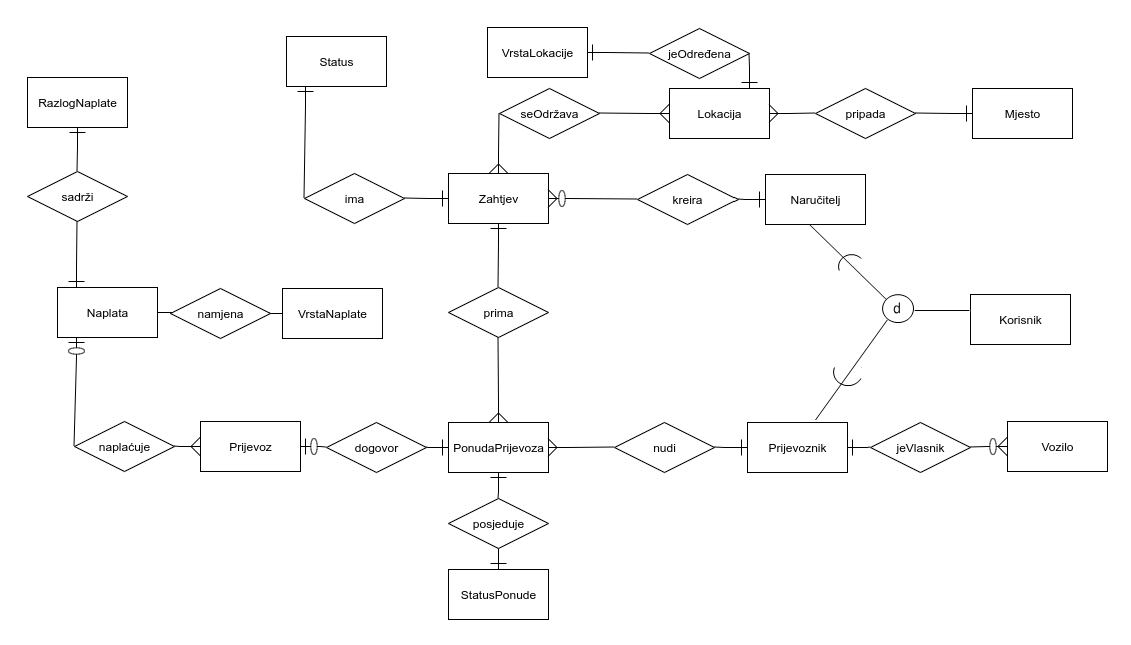 VrstaLokacije
jeOdređena
Status
RazlogNaplate
seOdržava
Lokacija
pripada
Mjesto
sadrži
ima
Zahtjev
kreira
Naručitelj
Naplata
namjena
VrstaNaplate
prima
d
Korisnik
naplaćuje
Prijevoz
dogovor
PonudaPrijevoza
nudi
Prijevoznik
jeVlasnik
Vozilo
posjeduje
StatusPonude